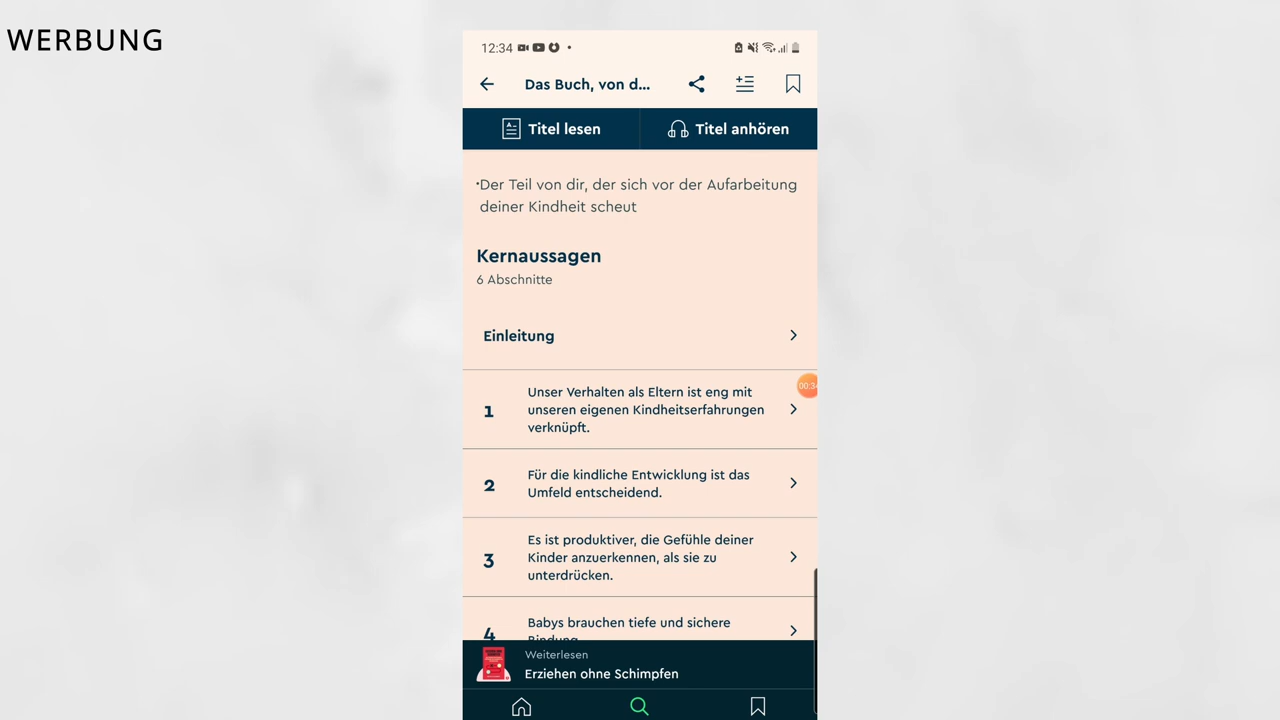 WERBUNG
12:34
Das Buch, von d...
Titel lesen
Titel anhören
Der Teil von dir, der sich vor der Aufarbeitung
deiner Kindheit scheut
Kernaussagen
6 Abschnitte
Einleitung
1
Unser Verhalten als Eltern ist eng mit
unseren eigenen Kindheitserfahrungen
verknüpft.
2
Für die kindliche Entwicklung ist das
Umfeld entscheidend.
3
Es ist produktiver, die Gefühle deiner
Kinder anzuerkennen, als sie zu
unterdrücken.
4
Babys brauchen tiefe und sichere
Bindung
Weiterlesen
Erziehen ohne Schimpfen